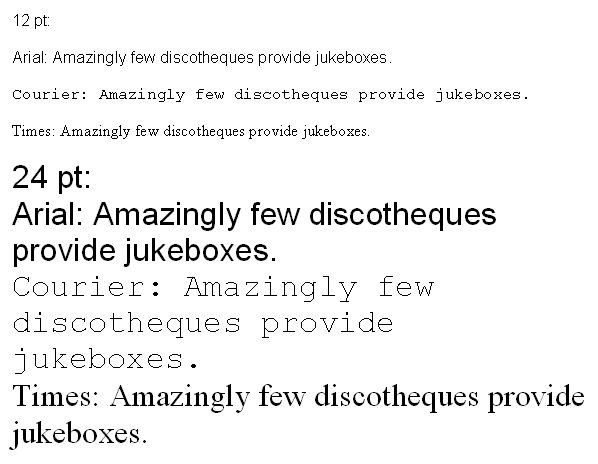 12 pt:
Arial: Amazingly few discotheques provide jukeboxes.
Courier: Amazingly few discotheques provide jukeboxes.
Times: Amazingly few discotheques provide jukeboxes.
24 pt:
Arial: Amazingly few discotheques
provide jukeboxes.
Courier: Amazingly few
discotheques provide
jukeboxes.
Times: Amazingly few discotheques provide
jukeboxes.